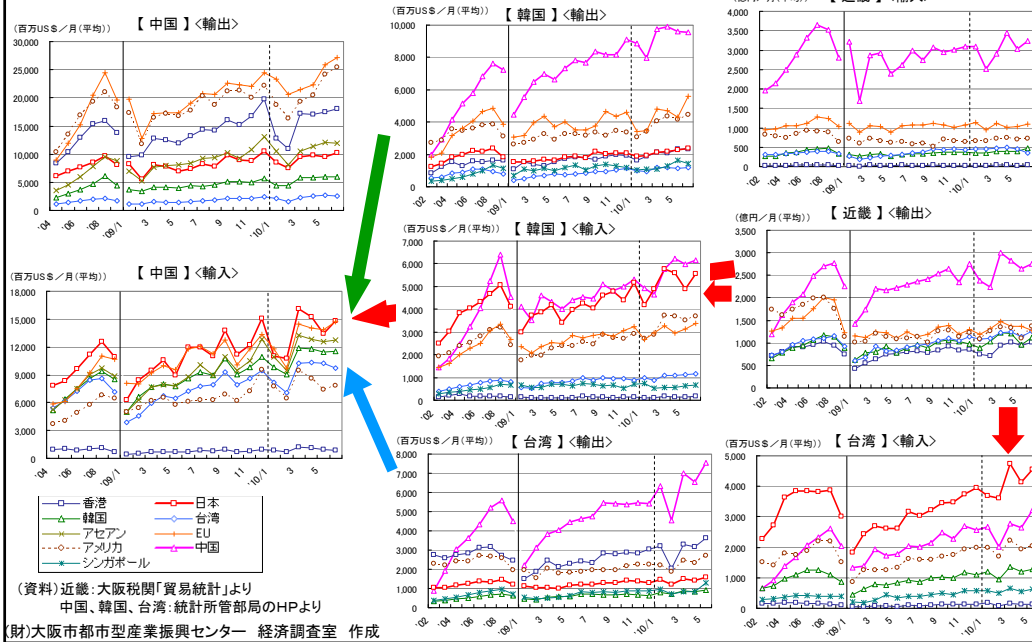 (百万US＄／月(平均))
【 中国 】<輸出>
30,000
25,000
20,000
15,000
10,000
5,000
0
'04 '06 '08 '09/1 3 5 7 9 11 '10/1 3 5
(百万US＄／月(平均))
【 韓国 】<輸出>
10,000
8,000
6,000
4,000
2,000
0
'02 '04 '06 '08 '09/1 3 5 7 9 11 '10/1 3 5
4,000
3,500
3,000
2,500
2,000
1,500
1,000
500
0
'02 '04 '06 '08 '09/1 3 5 7 9 11 '10/1 3 5
(百万US＄／月(平均))
【 中国 】<輸入>
18,000
15,000
12,000
9,000
6,000
3,000
0
'04 '06 '08 '09/1 3 5 7 9 11 '10/1 3 5
(百万US＄／月(平均))
【 韓国 】<輸入>
7,000
6,000
5,000
4,000
3,000
2,000
1,000
0
'02 '04 '06 '08 '09/1 3 5 7 9 11 '10/1 3 5
(億円／月(平均))
【 近畿 】<輸出>
3,500
3,000
2,500
2,000
1,500
1,000
500
0
'02 '04 '06 '08 '09/1 3 5 7 9 11 '10/1 3 5
(百万US＄／月(平均))
【 台湾 】<輸出>
8,000
7,000
6,000
5,000
4,000
3,000
2,000
1,000
0
'02 '04 '06 '08 '09/1 3 5 7 9 11 '10/1 3 5
(百万US＄／月(平均))
【 台湾 】<輸入>
5,000
4,000
3,000
2,000
1,000
0
'02 '04 '06 '08 '09/1 3 5 7 9 11 '10/1 3 5
香港 日本
韓国 台湾
アセアン EU
アメリカ 中国
シンガポール
(資料)近畿：大阪税関「貿易統計」より
中国、韓国、台湾：統計所管部局のHPより
(財)大阪市都市型産業振興センター 経済調査室 作成